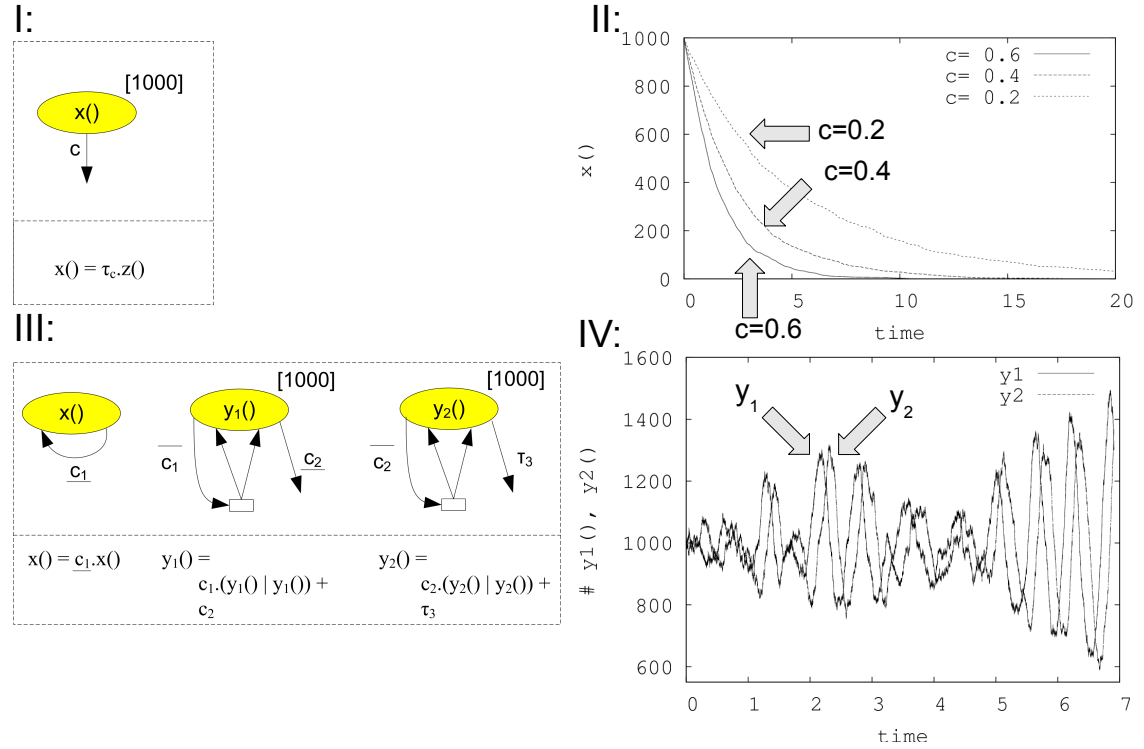 I:
[1000]
x()
c
x() = τc.z()
II:
1000
800
600
400
200
0
x()
c= 0.6
c= 0.4
c= 0.2
c=0.2
c=0.4
c=0.6
0 5 10 15 20
time
III:
[1000]
[1000]
x()
y1()
y2()
c1
c1
c2
c2
τ3
x() = c1.x()
y1() =
c1.(y1() | y1()) +
c2
y2() =
c2.(y2() | y2()) +
τ3
IV:
1600
1400
1200
1000
800
600
# y1(), y2()
y1
y2
y1
y2
0 1 2 3 4 5 6 7
time